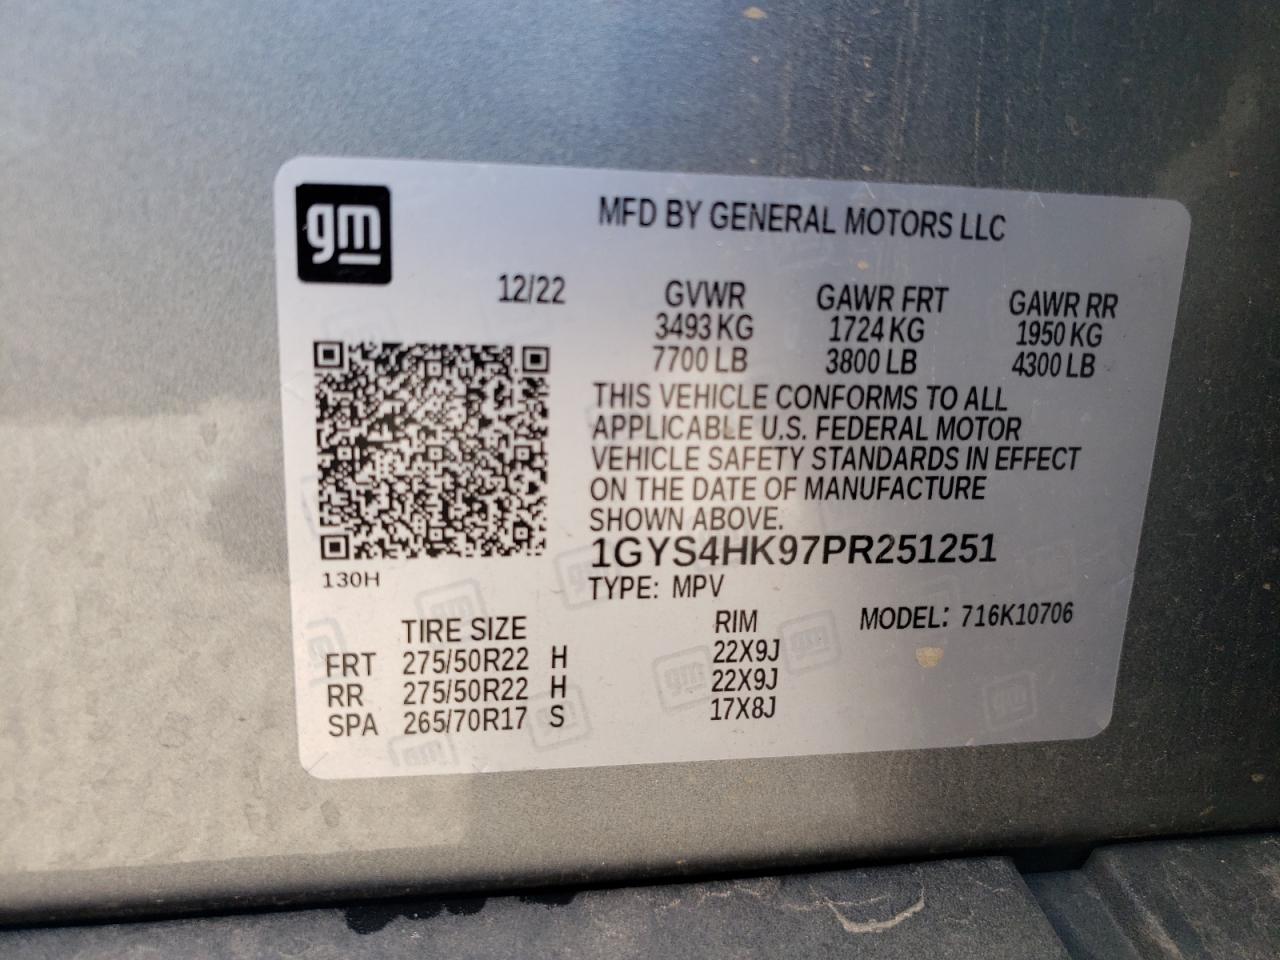 gm
MFD BY GENERAL MOTORS LLC
12/22 GVWR GAWR FRT GAWR RR
3493 KG 1724 KG 1950 KG
7700 LB 3800 LB 4300 LB
THIS VEHICLE CONFORMS TO ALL
APPLICABLE U.S. FEDERAL MOTOR
VEHICLE SAFETY STANDARDS IN EFFECT
ON THE DATE OF MANUFACTURE
SHOWN ABOVE.
1GYS4HK97PR251251
130H
TYPE: MPV
MODEL: 716K10706
TIRE SIZE RIM
FRT 275/50R22 H 22X9J
RR 275/50R22 H 22X9J
SPA 265/70R17 S 17X8J